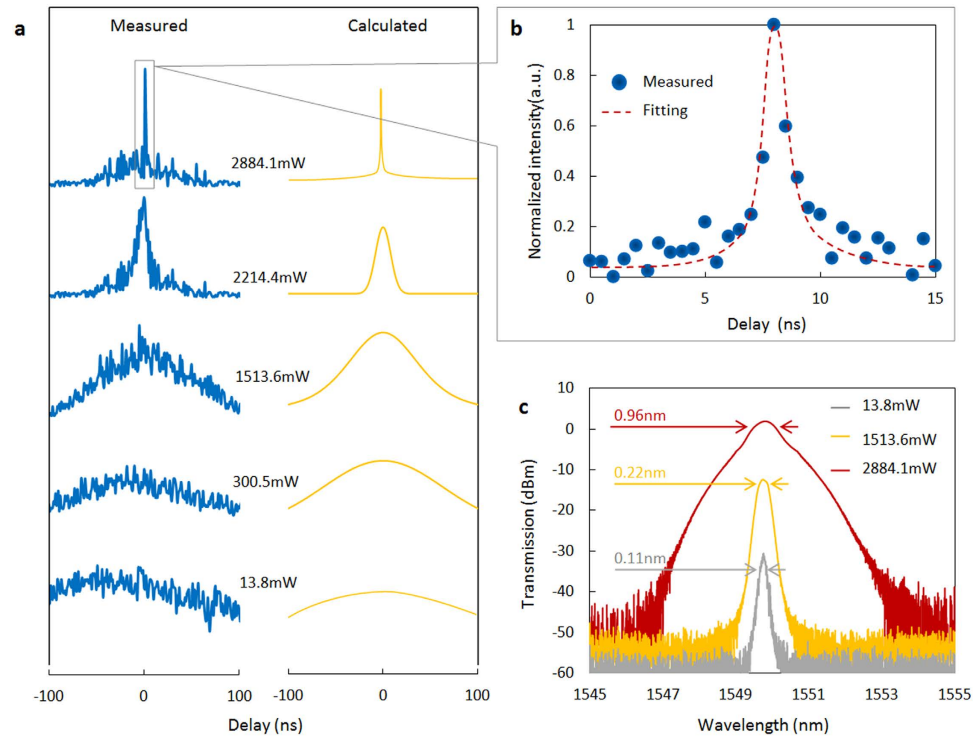 a
Measured
Calculated
2884.1mW
2214.4mW
1513.6mW
300.5mW
13.8mW
-100
0
100
-100
0
100
Delay (ns)
b
Normalized intensity(a.u.)
1
0.8
0.6
0.4
0.2
0
Measured
Fitting
0
5
10
15
Delay (ns)
c
Transmission (dBm)
10
0
-10
-20
-30
-40
-50
-60
0.96nm
0.22nm
0.11nm
13.8mW
1513.6mW
2884.1mW
1545
1547
1549
1551
1553
1555
Wavelength (nm)